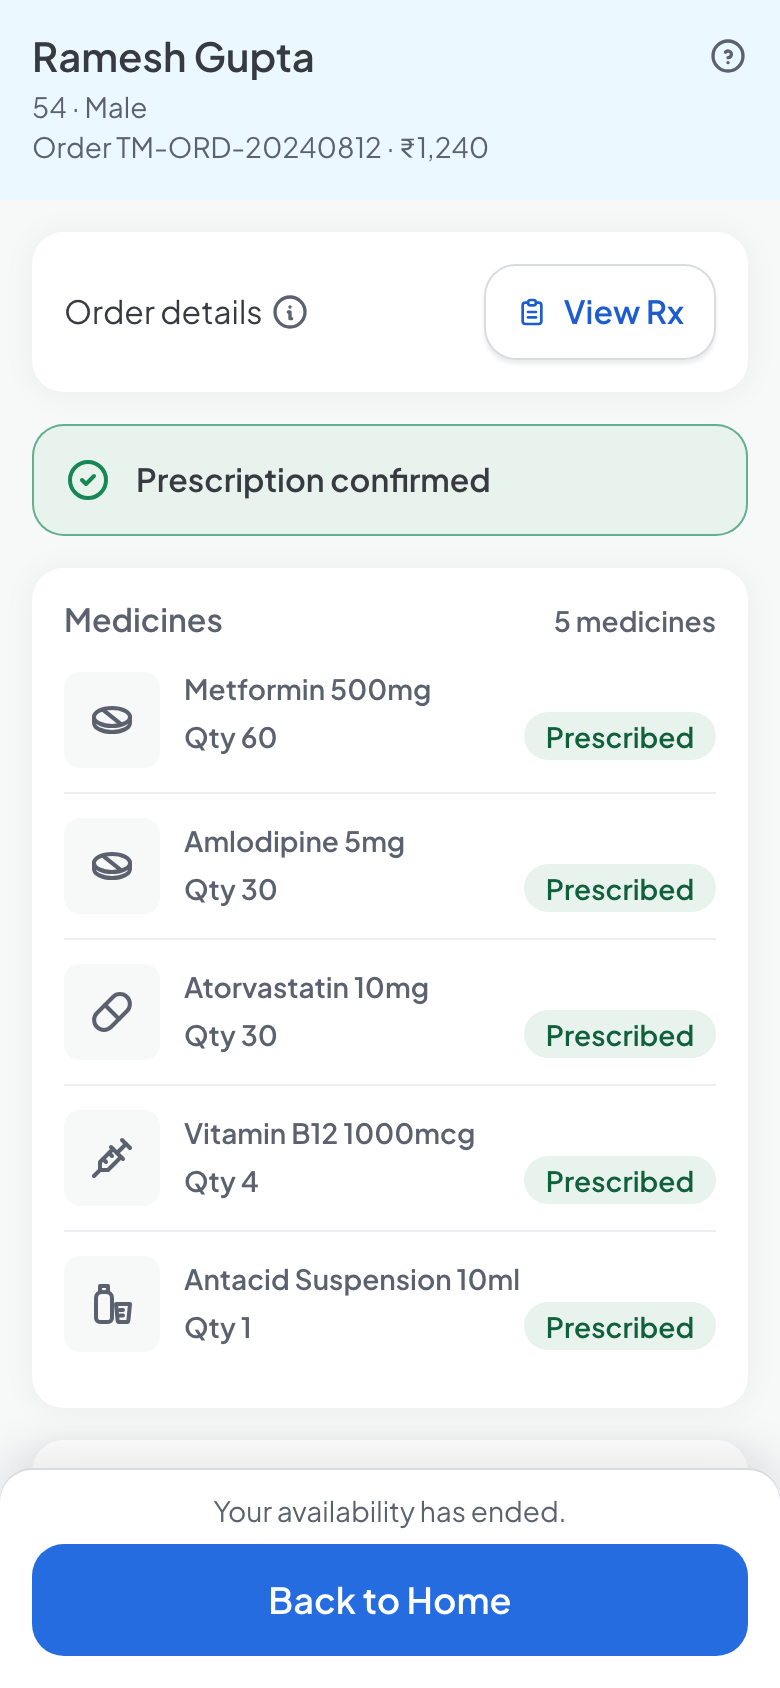 Ramesh Gupta
54 · Male
Order TM-ORD-20240812 · ₹1,240
Order details
View Rx
Prescription confirmed
Medicines
5 medicines
Metformin 500mg
Qty 60
Prescribed
Amlodipine 5mg
Qty 30
Prescribed
Atorvastatin 10mg
Qty 30
Prescribed
Vitamin B12 1000mcg
Qty 4
Prescribed
Antacid Suspension 10ml
Qty 1
Prescribed
Your availability has ended.
Back to Home